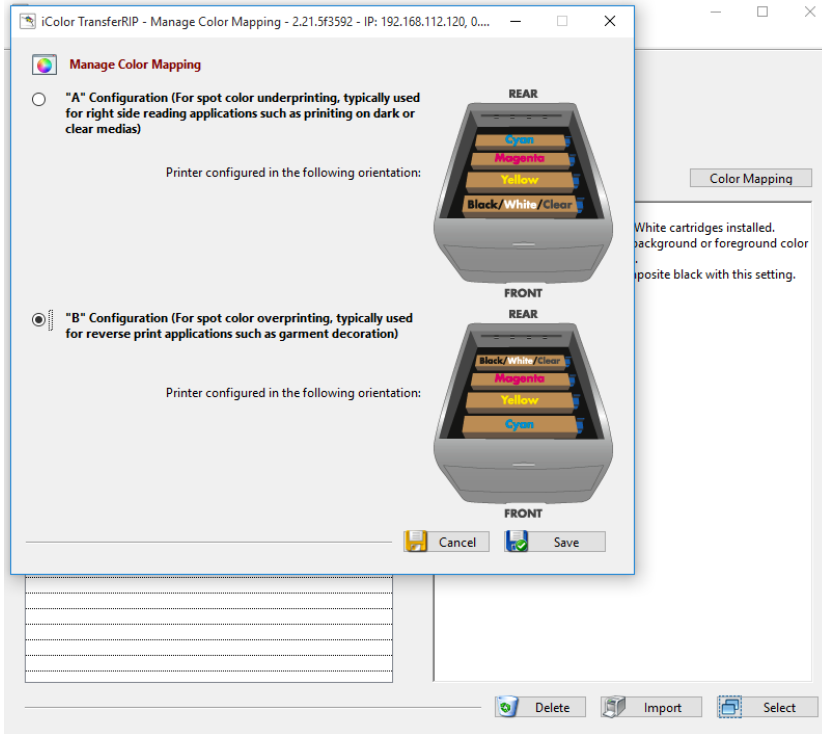 iColor TransferRIP - Manage Color Mapping - 2.21.5f3592 - IP: 192.168.112.120, 0....
Manage Color Mapping
"A" Configuration (For spot color underprinting, typically used
for right side reading applications such as priniting on dark or
clear medias)
Printer configured in the following orientation:
REAR
Cyan
Magenta
Yellow
Black/White/Clear
FRONT
"B" Configuration (For spot color overprinting, typically used
for reverse print applications such as garment decoration)
Printer configured in the following orientation:
REAR
Black/White/Clear
Magenta
Yellow
Cyan
FRONT
Cancel
Save
Color Mapping
White cartridges installed.
background or foreground color
.
posite black with this setting.
Delete
Import
Select